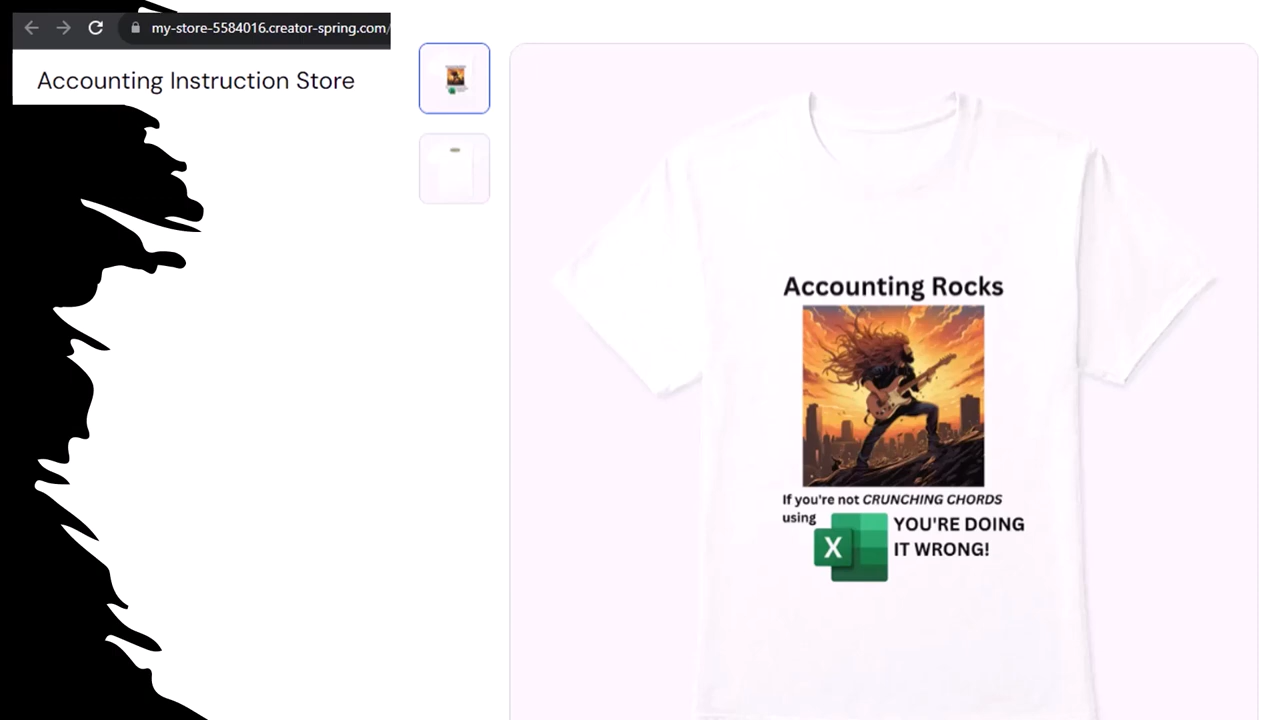 my-store-5584016.creator-spring.com/
Accounting Instruction Store
Accounting Rocks
If you're not CRUNCHING CHORDS
using
X
YOU'RE DOING
IT WRONG!